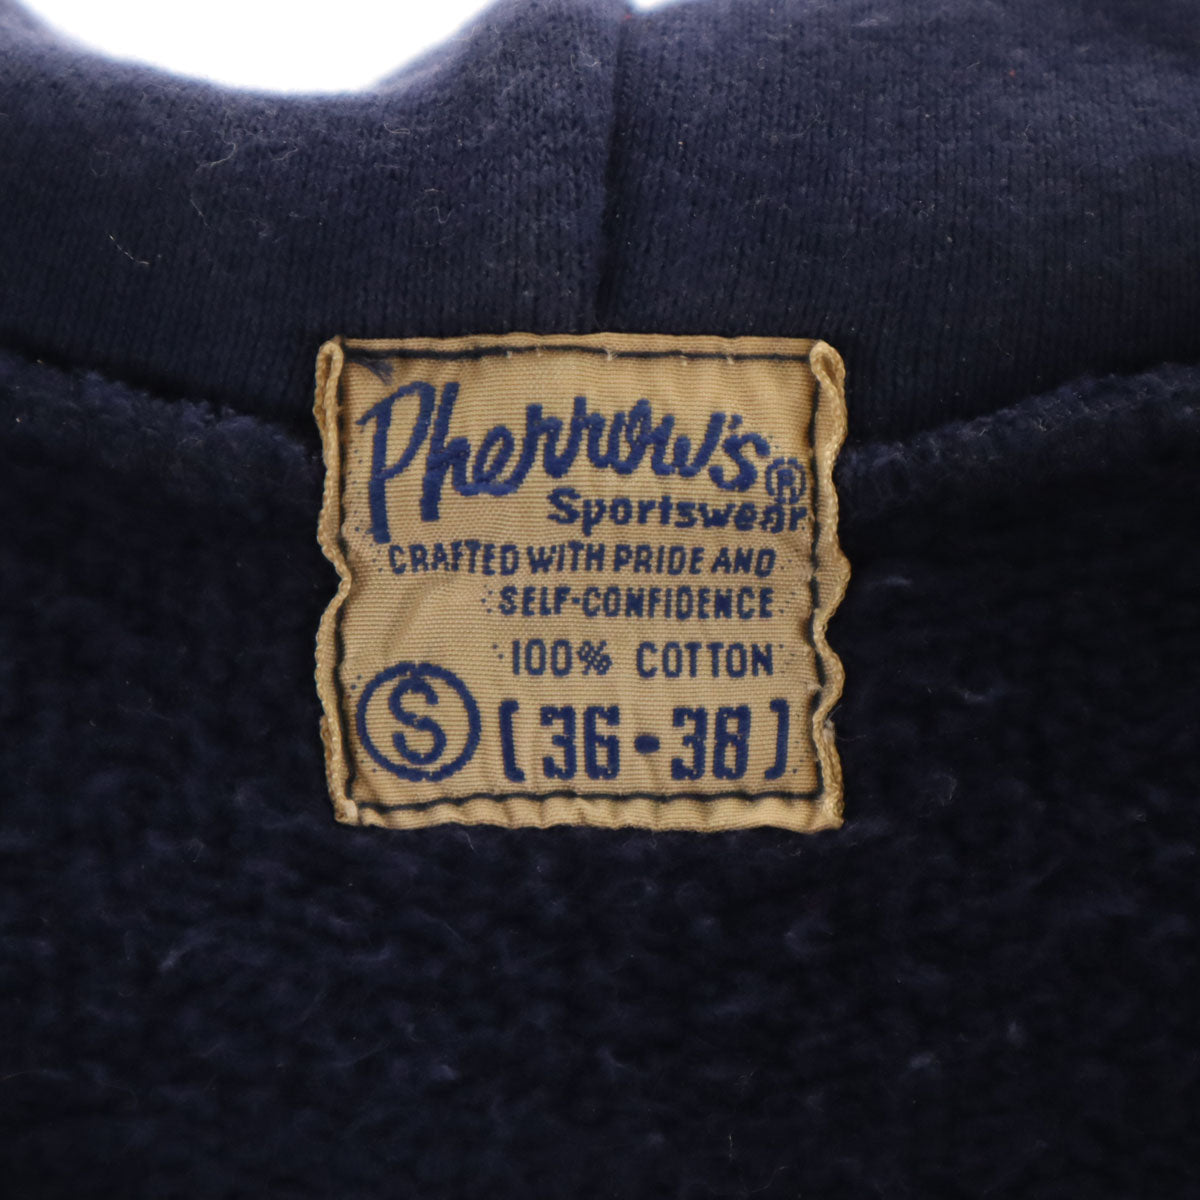 Pherrow's®
Sportswear
CRAFTED WITH PRIDE AND
SELF-CONFIDENCE
100% COTTON
S [36・38]